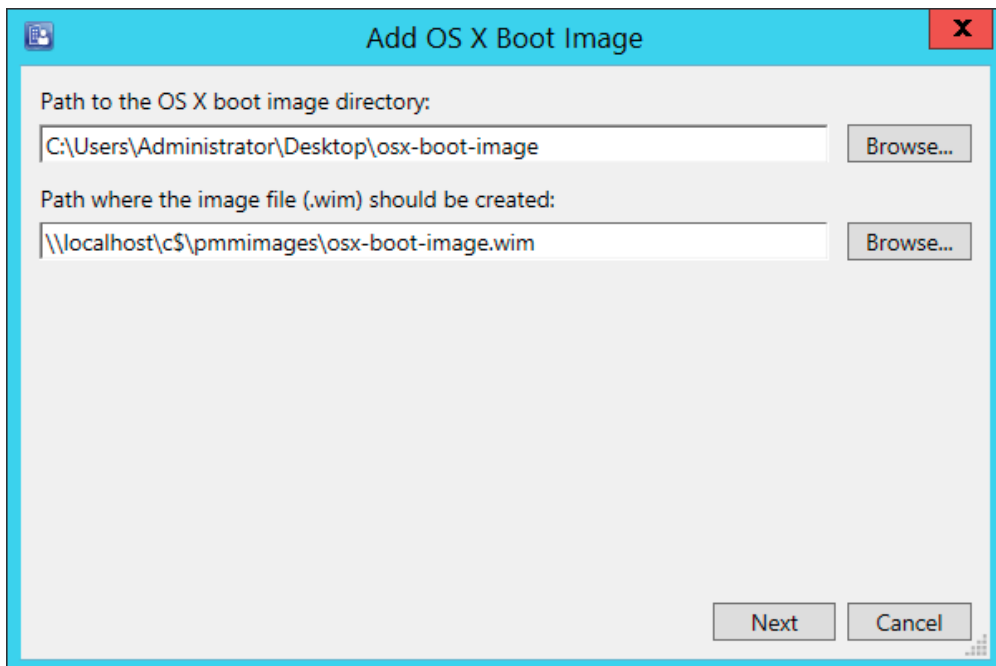 Add OS X Boot Image
X
Path to the OS X boot image directory:
C:\Users\Administrator\Desktop\osx-boot-image
Browse...
Path where the image file (.wim) should be created:
\\localhost\c$\pmmimages\osx-boot-image.wim
Browse...
Next
Cancel